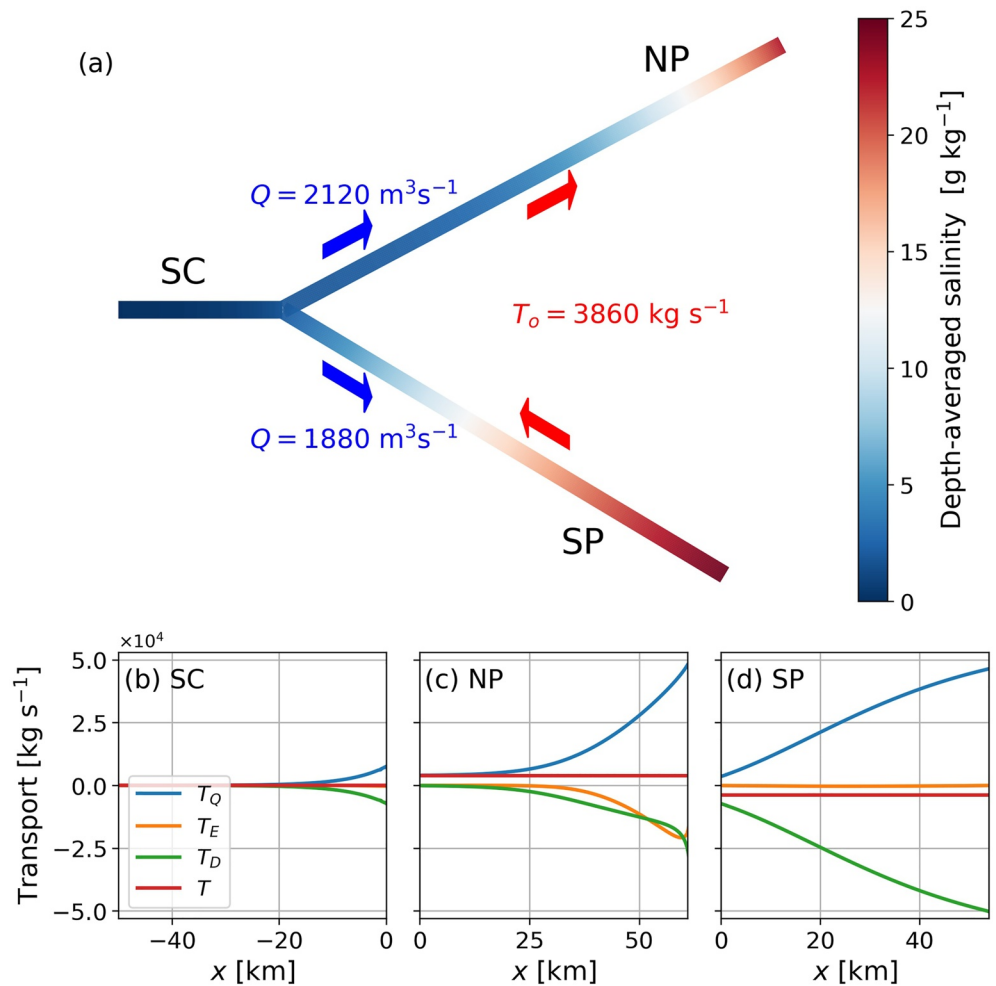 (a)
NP
Q = 2120 m³s⁻¹
SC
Tₒ = 3860 kg s⁻¹
Q = 1880 m³s⁻¹
SP
25
20
15
10
5
0
Depth-averaged salinity [g kg⁻¹]
×10⁴
5.0
2.5
0.0
−2.5
−5.0
Transport [kg s⁻¹]
(b) SC
T_Q
T_E
T_D
T
−40 −20 0
x [km]
(c) NP
0 25 50
x [km]
(d) SP
0 20 40
x [km]